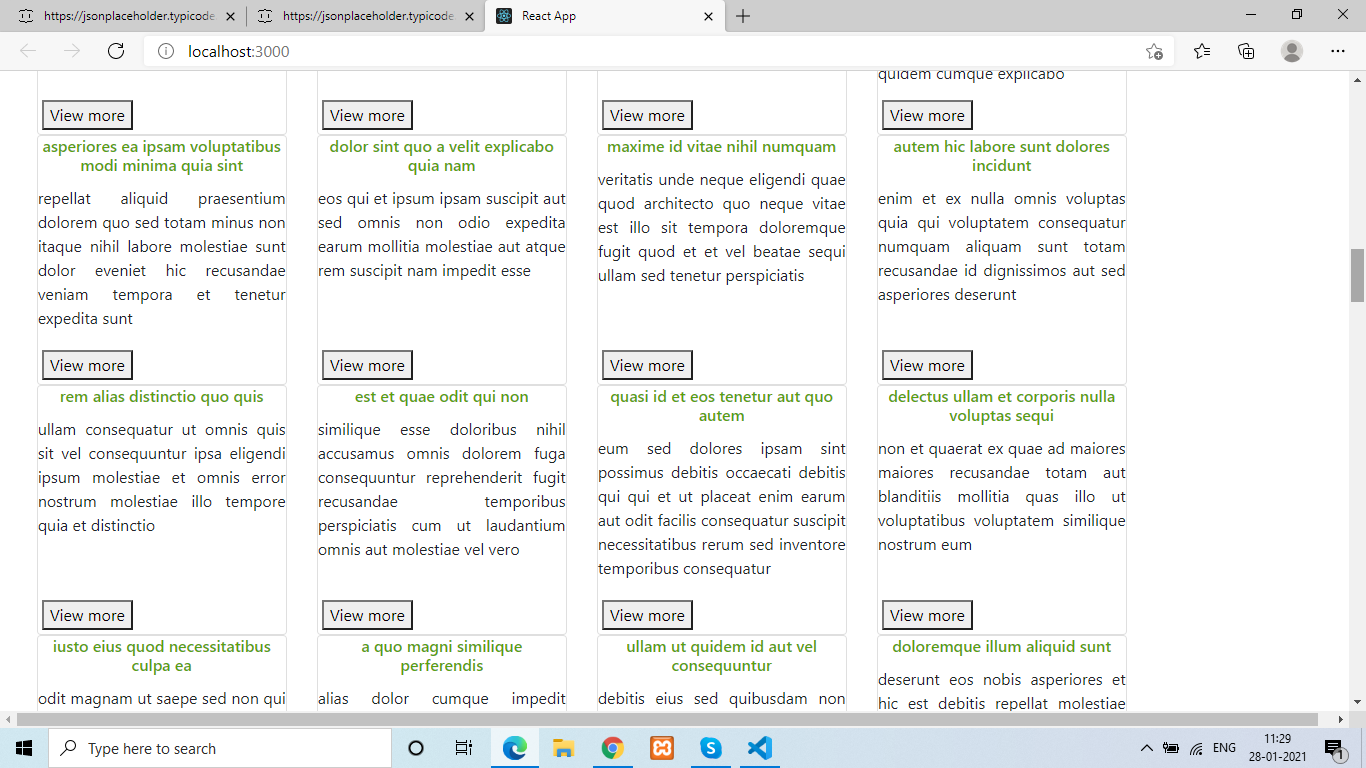 https://jsonplaceholder.typicode
https://jsonplaceholder.typicode
React App
localhost:3000
quidem cumque explicabo
View more
View more
View more
View more
asperiores ea ipsam voluptatibus
modi minima quia sint
repellat aliquid praesentium
dolorem quo sed totam minus non
itaque nihil labore molestiae sunt
dolor eveniet hic recusandae
veniam tempora et tenetur
expedita sunt
View more
dolor sint quo a velit explicabo
quia nam
eos qui et ipsum ipsam suscipit aut
sed omnis non odio expedita
earum mollitia molestiae aut atque
rem suscipit nam impedit esse
View more
maxime id vitae nihil numquam
veritatis unde neque eligendi quae
quod architecto quo neque vitae
est illo sit tempora doloremque
fugit quod et et vel beatae sequi
ullam sed tenetur perspiciatis
View more
autem hic labore sunt dolores
incidunt
enim et ex nulla omnis voluptas
quia qui voluptatem consequatur
numquam aliquam sunt totam
recusandae id dignissimos aut sed
asperiores deserunt
View more
rem alias distinctio quo quis
ullam consequatur ut omnis quis
sit vel consequuntur ipsa eligendi
ipsum molestiae et omnis error
nostrum molestiae illo tempore
quia et distinctio
View more
est et quae odit qui non
similique esse doloribus nihil
accusamus omnis dolorem fuga
consequuntur reprehenderit fugit
recusandae temporibus
perspiciatis cum ut laudantium
omnis aut molestiae vel vero
View more
quasi id et eos tenetur aut quo
autem
eum sed dolores ipsam sint
possimus debitis occaecati debitis
qui qui et ut placeat enim earum
aut odit facilis consequatur suscipit
necessitatibus rerum sed inventore
temporibus consequatur
View more
delectus ullam et corporis nulla
voluptas sequi
non et quaerat ex quae ad maiores
maiores recusandae totam aut
blanditiis mollitia quas illo ut
voluptatibus voluptatem similique
nostrum eum
View more
iusto eius quod necessitatibus
culpa ea
odit magnam ut saepe sed non qui
a quo magni similique
perferendis
alias dolor cumque impedit
ullam ut quidem id aut vel
consequuntur
debitis eius sed quibusdam non
doloremque illum aliquid sunt
deserunt eos nobis asperiores et
hic est debitis repellat molestiae
Type here to search
ENG
11:29
28-01-2021
1